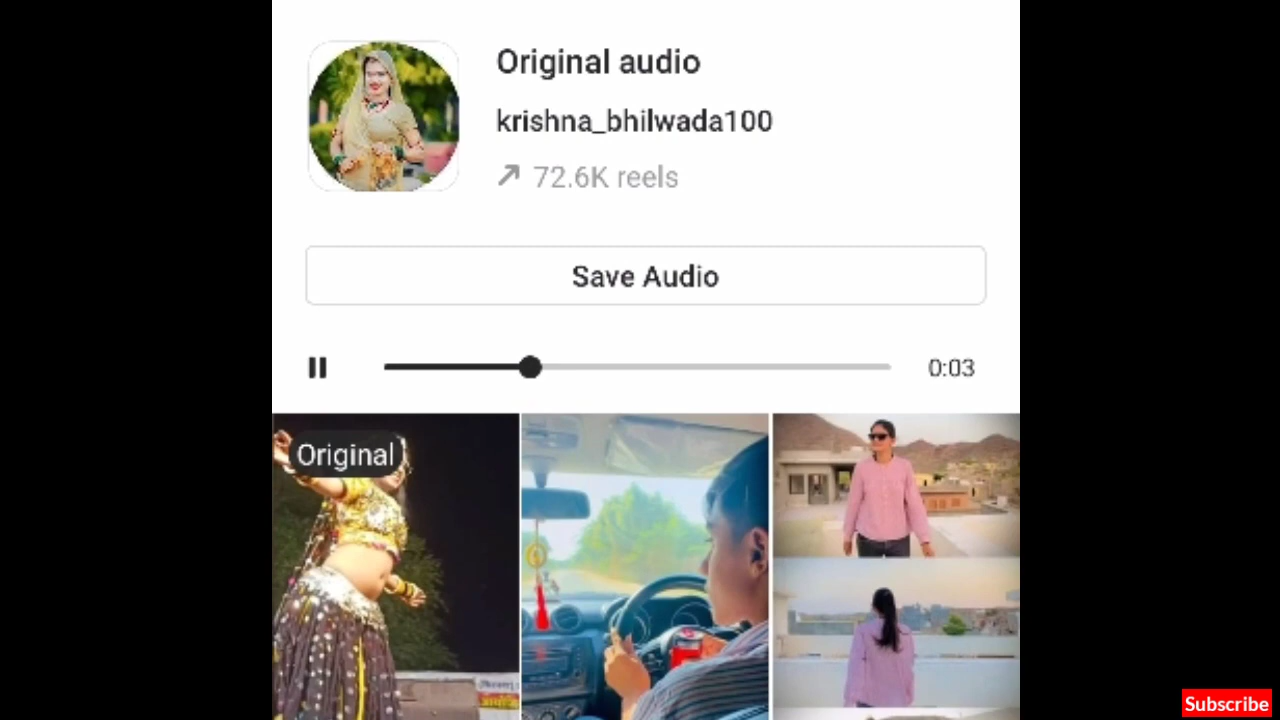 Original audio
krishna_bhilwada100
72.6K reels
Save Audio
0:03
Original
Subscribe